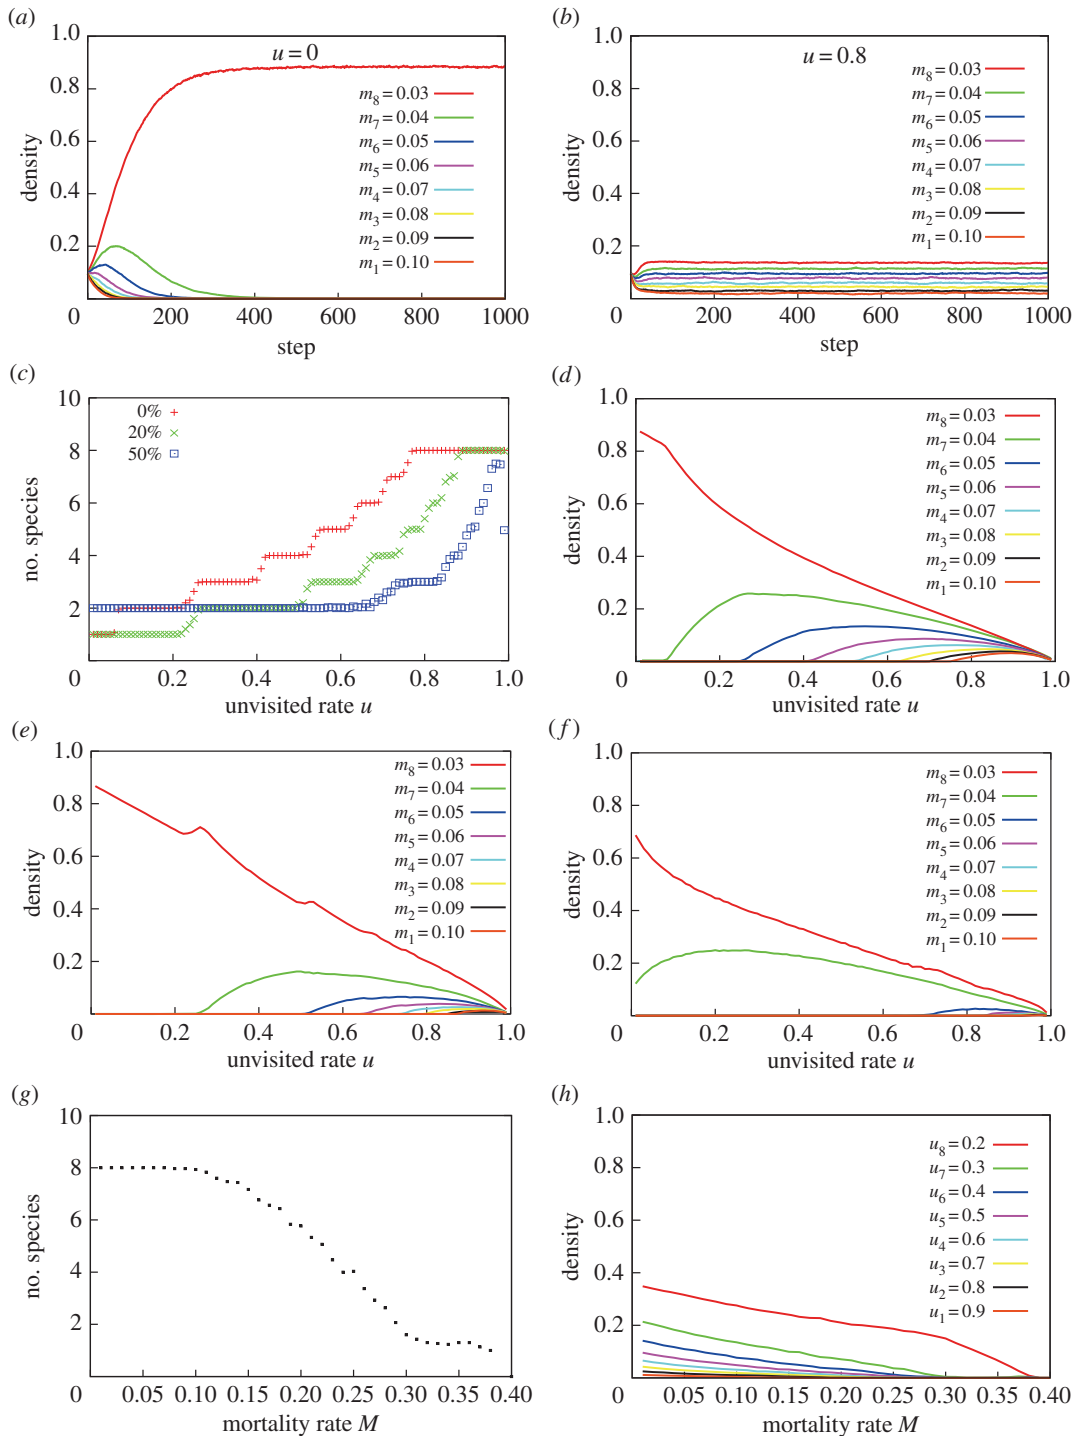 (a)
1.0
0.8
0.6
0.4
0.2
0
200
400
600
800
1000
density
step
u = 0
m8 = 0.03
m7 = 0.04
m6 = 0.05
m5 = 0.06
m4 = 0.07
m3 = 0.08
m2 = 0.09
m1 = 0.10
(b)
1.0
0.8
0.6
0.4
0.2
0
200
400
600
800
1000
density
step
u = 0.8
m8 = 0.03
m7 = 0.04
m6 = 0.05
m5 = 0.06
m4 = 0.07
m3 = 0.08
m2 = 0.09
m1 = 0.10
(c)
10
8
6
4
2
0
0.2
0.4
0.6
0.8
1.0
no. species
unvisited rate u
0%
20%
50%
(d)
1.0
0.8
0.6
0.4
0.2
0
0.2
0.4
0.6
0.8
1.0
density
unvisited rate u
m8 = 0.03
m7 = 0.04
m6 = 0.05
m5 = 0.06
m4 = 0.07
m3 = 0.08
m2 = 0.09
m1 = 0.10
(e)
1.0
0.8
0.6
0.4
0.2
0
0.2
0.4
0.6
0.8
1.0
density
unvisited rate u
m8 = 0.03
m7 = 0.04
m6 = 0.05
m5 = 0.06
m4 = 0.07
m3 = 0.08
m2 = 0.09
m1 = 0.10
(f)
1.0
0.8
0.6
0.4
0.2
0
0.2
0.4
0.6
0.8
1.0
density
unvisited rate u
m8 = 0.03
m7 = 0.04
m6 = 0.05
m5 = 0.06
m4 = 0.07
m3 = 0.08
m2 = 0.09
m1 = 0.10
(g)
10
8
6
4
2
0
0.05
0.10
0.15
0.20
0.25
0.30
0.35
0.40
no. species
mortality rate M
(h)
1.0
0.8
0.6
0.4
0.2
0
0.05
0.10
0.15
0.20
0.25
0.30
0.35
0.40
density
mortality rate M
u8 = 0.2
u7 = 0.3
u6 = 0.4
u5 = 0.5
u4 = 0.6
u3 = 0.7
u2 = 0.8
u1 = 0.9